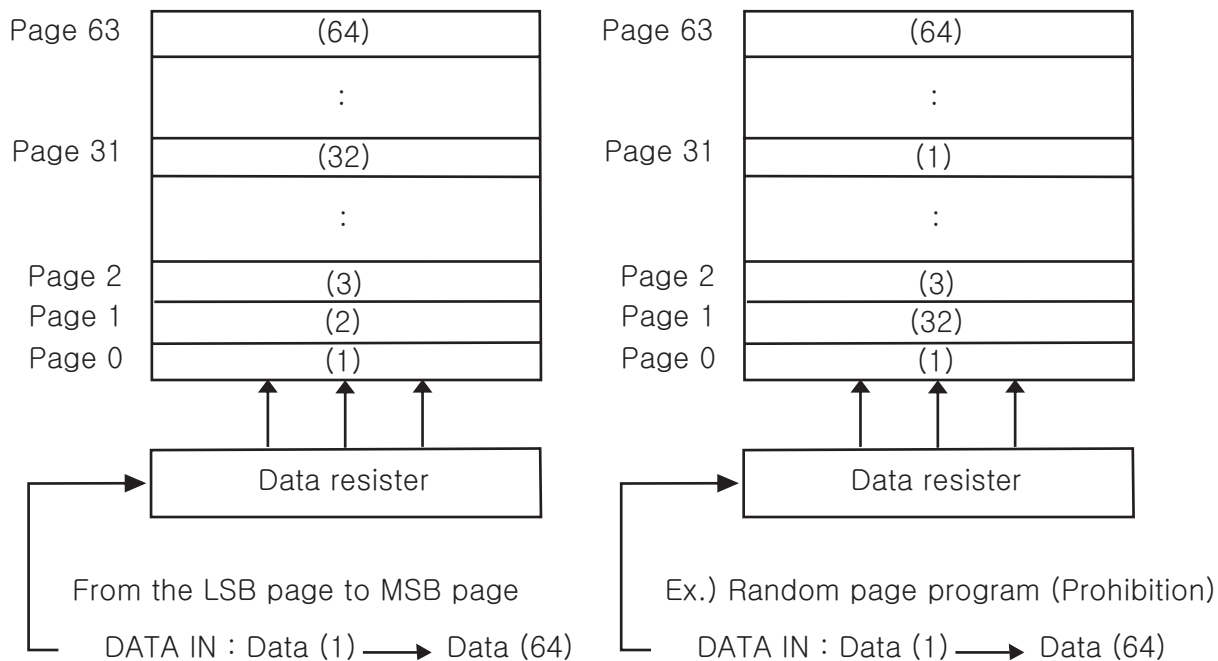 Page 63 (64)
:
Page 31 (32)
:
Page 2 (3)
Page 1 (2)
Page 0 (1)
Data resister
From the LSB page to MSB page
DATA IN : Data (1) Data (64)
Page 63 (64)
:
Page 31 (1)
:
Page 2 (3)
Page 1 (32)
Page 0 (1)
Data resister
Ex.) Random page program (Prohibition)
DATA IN : Data (1) Data (64)